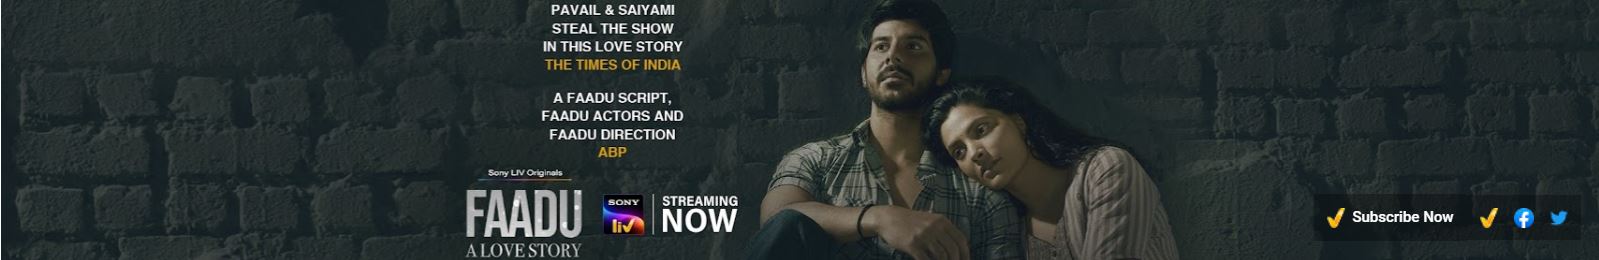 PAVAIL & SAIYAMI
STEAL THE SHOW
IN THIS LOVE STORY
THE TIMES OF INDIA
A FAADU SCRIPT,
FAADU ACTORS AND
FAADU DIRECTION
ABP
Sony LIV Originals
FAADU
A LOVE STORY
SONY
liv
STREAMING
NOW
Subscribe Now